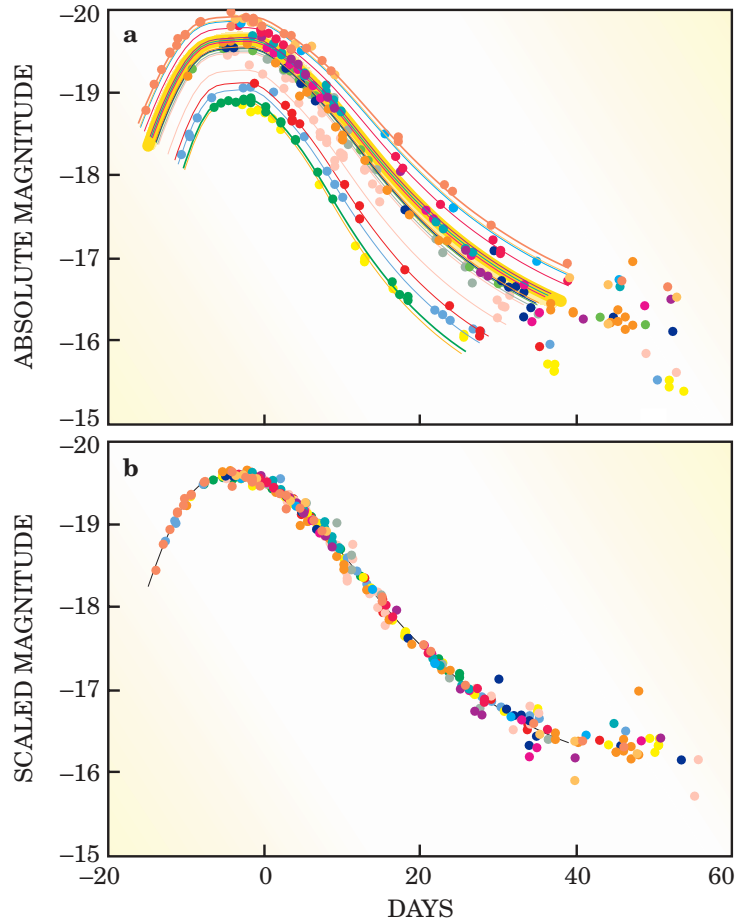 a
ABSOLUTE MAGNITUDE
–20
–19
–18
–17
–16
–15
b
SCALED MAGNITUDE
–20
–19
–18
–17
–16
–15
–20 0 20 40 60
DAYS